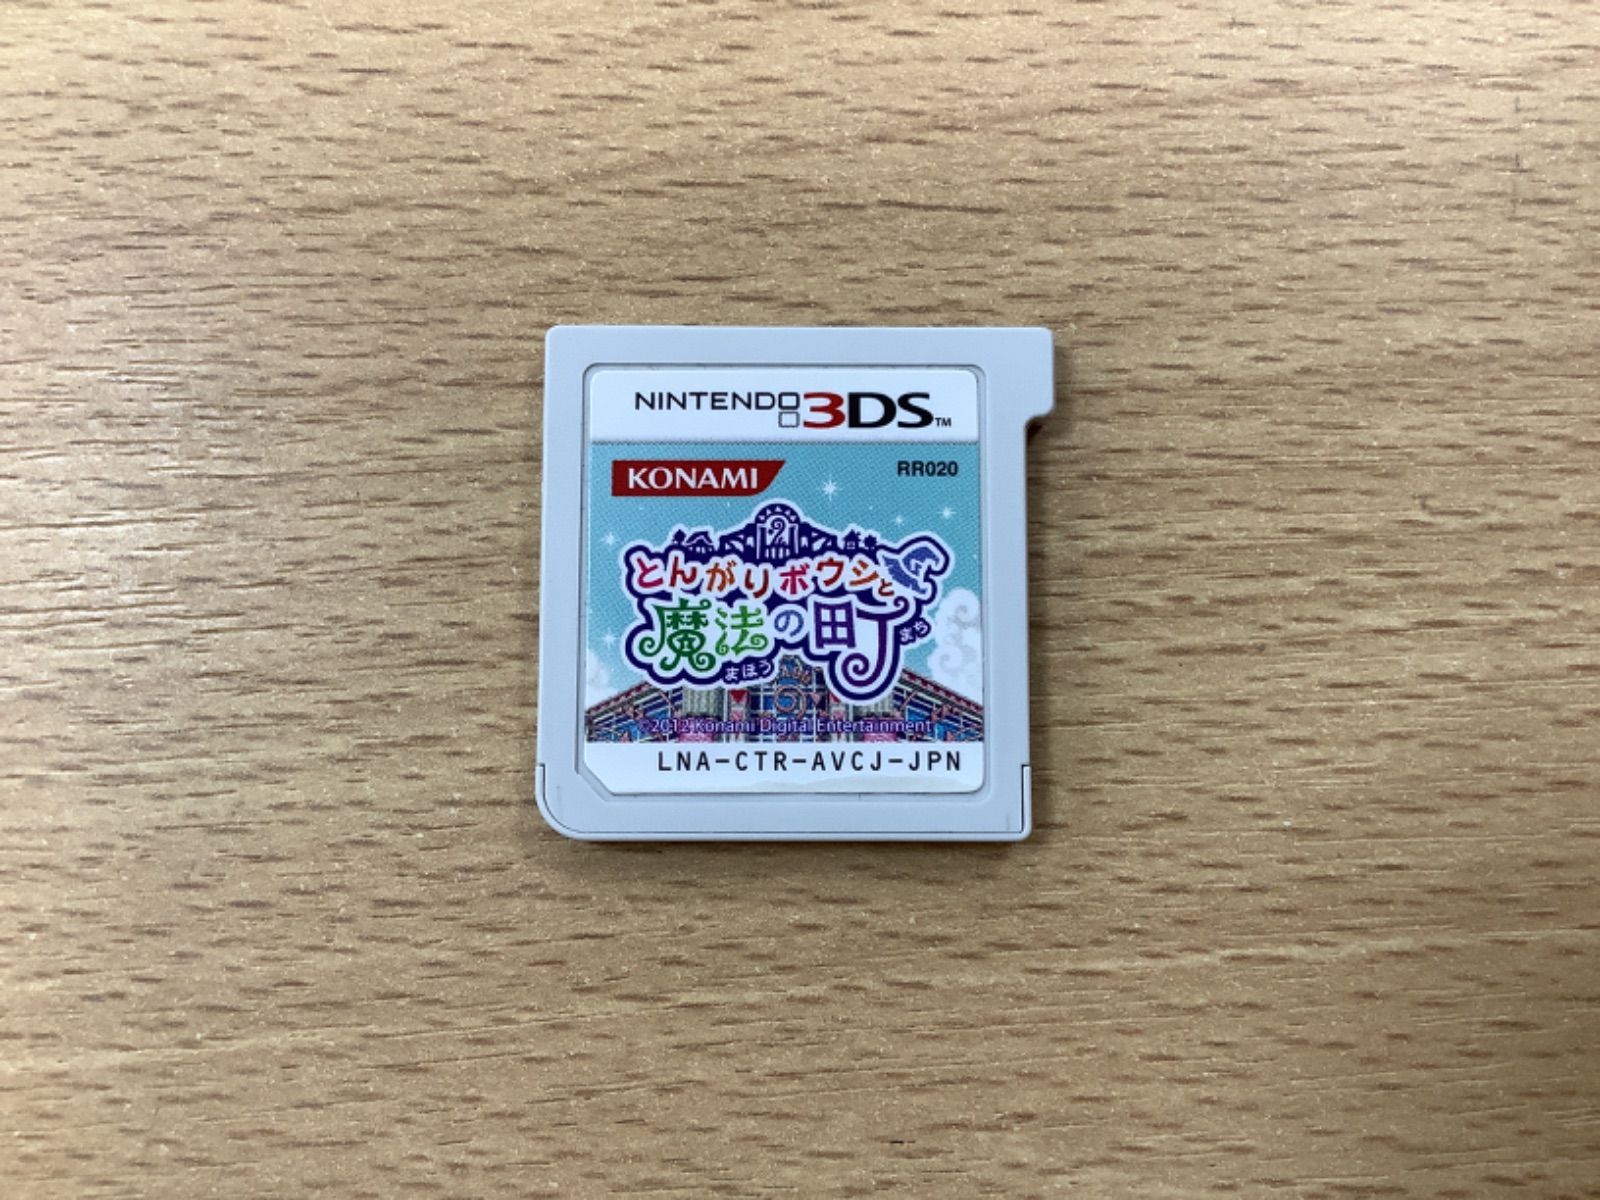 NINTENDO 3DS™
KONAMI
RR020
とんがりボウシと
魔法の町
まほう
まち
©2012 Konami Digital Entertainment
LNA-CTR-AVCJ-JPN